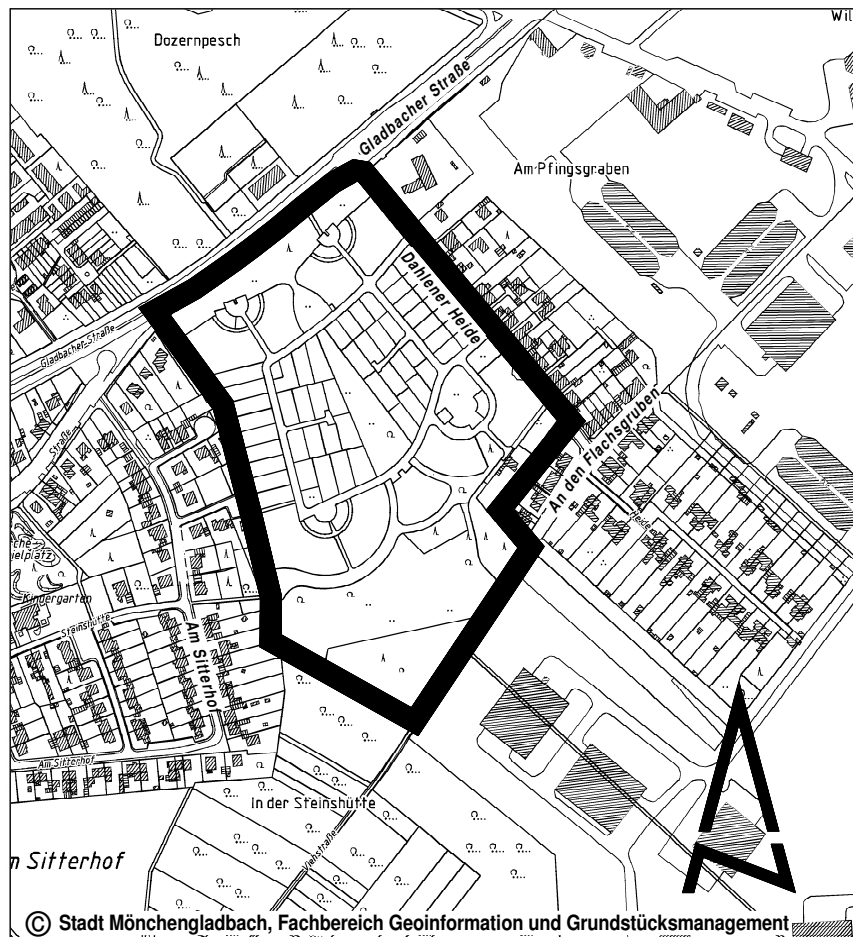 Wil
Dozernpesch
Gladbacher Straße
Am Pfingsgraben
Dahlener Heide
Gladbacher Straße
Straße
An den Flachsgruben
Kindergarten
Steinshütte
Am Sitterhof
Am Sitterhof
In der Steinshütte
Viehstraße
m Sitterhof
© Stadt Mönchengladbach, Fachbereich Geoinformation und Grundstücksmanagement